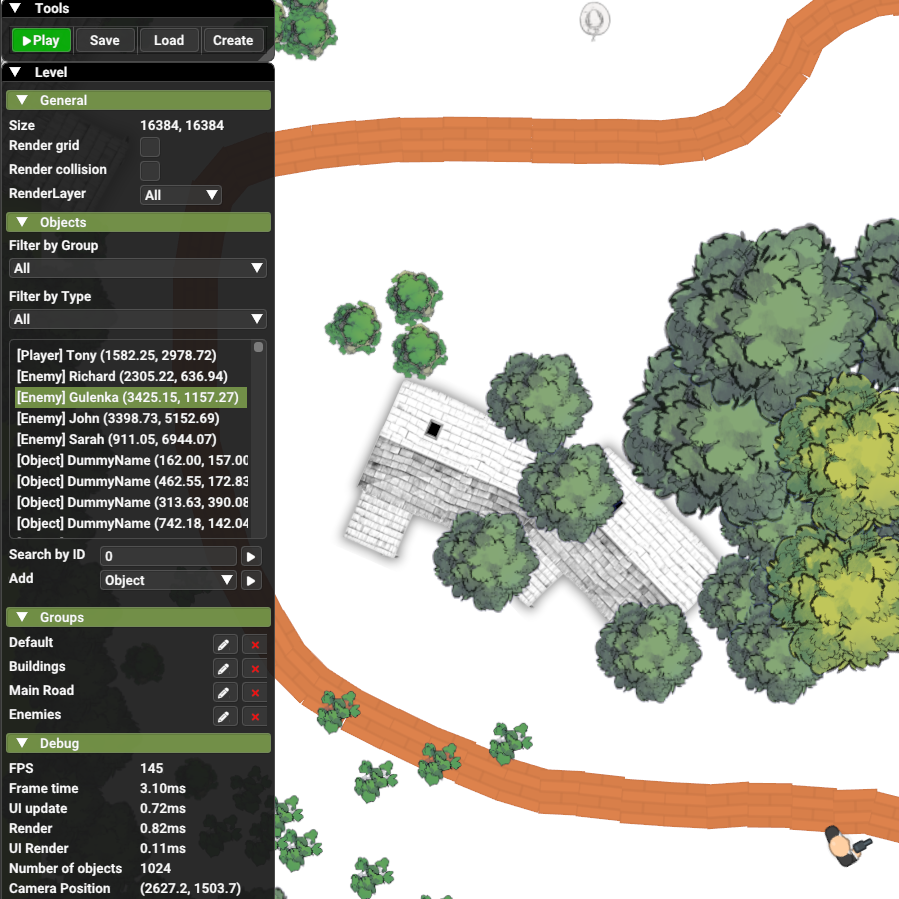 Tools
Play Save Load Create
Level
General
Size 16384, 16384
Render grid
Render collision
RenderLayer All
Objects
Filter by Group
All
Filter by Type
All
[Player] Tony (1582.25, 2978.72)
[Enemy] Richard (2305.22, 636.94)
[Enemy] Gulenka (3425.15, 1157.27)
[Enemy] John (3398.73, 5152.69)
[Enemy] Sarah (911.05, 6944.07)
[Object] DummyName (162.00, 157.00
[Object] DummyName (462.55, 172.83
[Object] DummyName (313.63, 390.08
[Object] DummyName (742.18, 142.04
Search by ID 0
Add Object
Groups
Default
Buildings
Main Road
Enemies
Debug
FPS 145
Frame time 3.10ms
UI update 0.72ms
Render 0.82ms
UI Render 0.11ms
Number of objects 1024
Camera Position (2627.2, 1503.7)